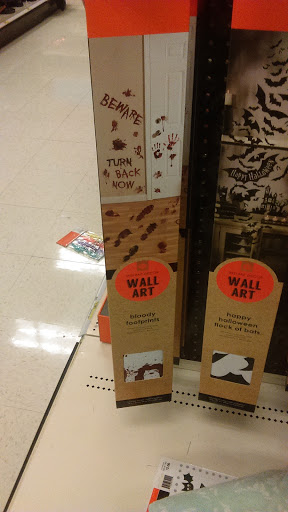 BEWARE
TURN
BACK
NOW
WALL
ART
bloody
footprints
Happy Halloween
WALL
ART
happy
halloween
flock of bats